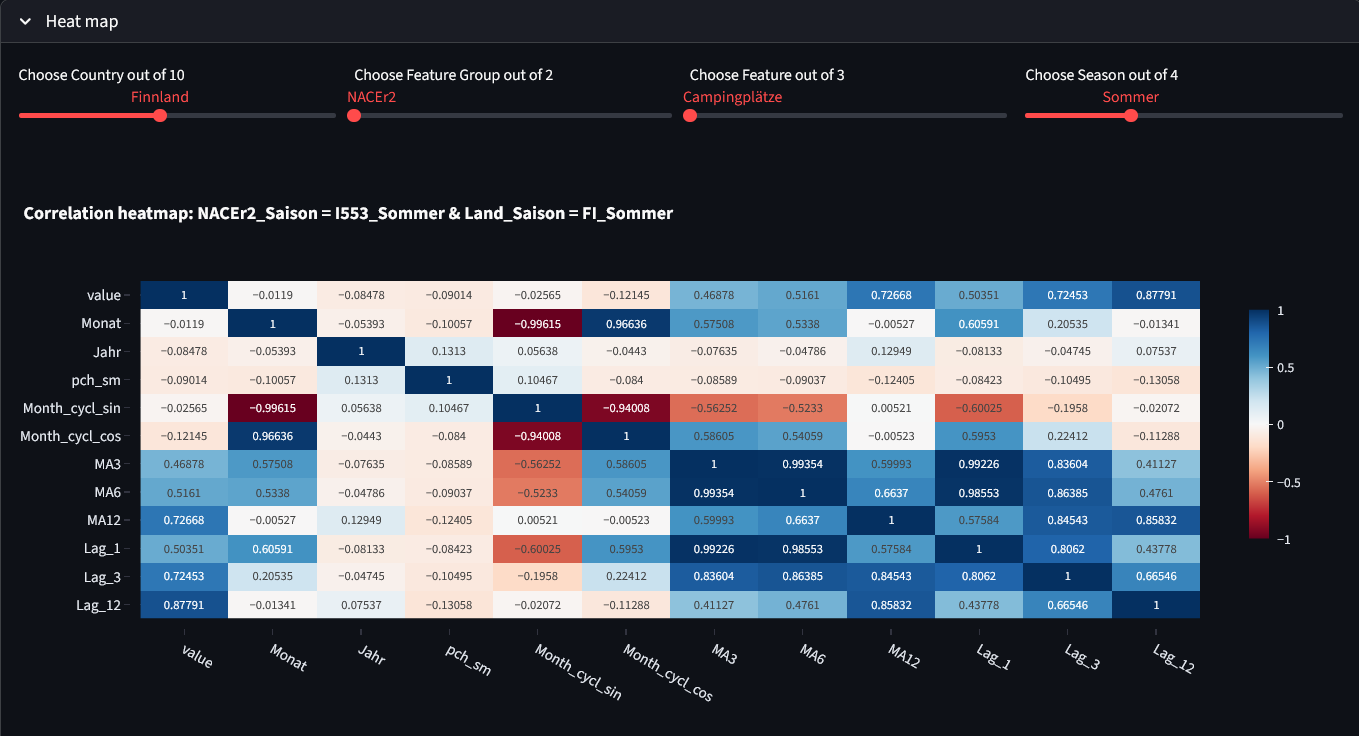 Heat map
Choose Country out of 10 Choose Feature Group out of 2 Choose Feature out of 3 Choose Season out of 4
Finnland NACEr2 Campingplätze Sommer
Correlation heatmap: NACEr2_Saison = I553_Sommer & Land_Saison = FI_Sommer
value 1 −0.0119 −0.08478 −0.09014 −0.02565 −0.12145 0.46878 0.5161 0.72668 0.50351 0.72453 0.87791
Monat −0.0119 1 −0.05393 −0.10057 −0.99615 0.96636 0.57508 0.5338 −0.00527 0.60591 0.20535 −0.01341
Jahr −0.08478 −0.05393 1 0.1313 0.05638 −0.0443 −0.07635 −0.04786 0.12949 −0.08133 −0.04745 0.07537
pch_sm −0.09014 −0.10057 0.1313 1 0.10467 −0.084 −0.08589 −0.09037 −0.12405 −0.08423 −0.10495 −0.13058
Month_cycl_sin −0.02565 −0.99615 0.05638 0.10467 1 −0.94008 −0.56252 −0.5233 0.00521 −0.60025 −0.1958 −0.02072
Month_cycl_cos −0.12145 0.96636 −0.0443 −0.084 −0.94008 1 0.58605 0.54059 −0.00523 0.5953 0.22412 −0.11288
MA3 0.46878 0.57508 −0.07635 −0.08589 −0.56252 0.58605 1 0.99354 0.59993 0.99226 0.83604 0.41127
MA6 0.5161 0.5338 −0.04786 −0.09037 −0.5233 0.54059 0.99354 1 0.6637 0.98553 0.86385 0.4761
MA12 0.72668 −0.00527 0.12949 −0.12405 0.00521 −0.00523 0.59993 0.6637 1 0.57584 0.84543 0.85832
Lag_1 0.50351 0.60591 −0.08133 −0.08423 −0.60025 0.5953 0.99226 0.98553 0.57584 1 0.8062 0.43778
Lag_3 0.72453 0.20535 −0.04745 −0.10495 −0.1958 0.22412 0.83604 0.86385 0.84543 0.8062 1 0.66546
Lag_12 0.87791 −0.01341 0.07537 −0.13058 −0.02072 −0.11288 0.41127 0.4761 0.85832 0.43778 0.66546 1
value Monat Jahr pch_sm Month_cycl_sin Month_cycl_cos MA3 MA6 MA12 Lag_1 Lag_3 Lag_12
1
0.5
0
−0.5
−1